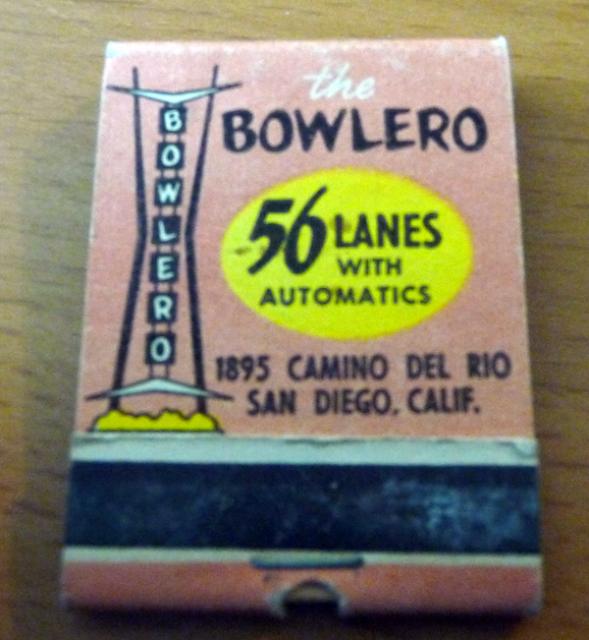 BOWLERO
the
BOWLERO
56 LANES
WITH
AUTOMATICS
1895 CAMINO DEL RIO
SAN DIEGO, CALIF.